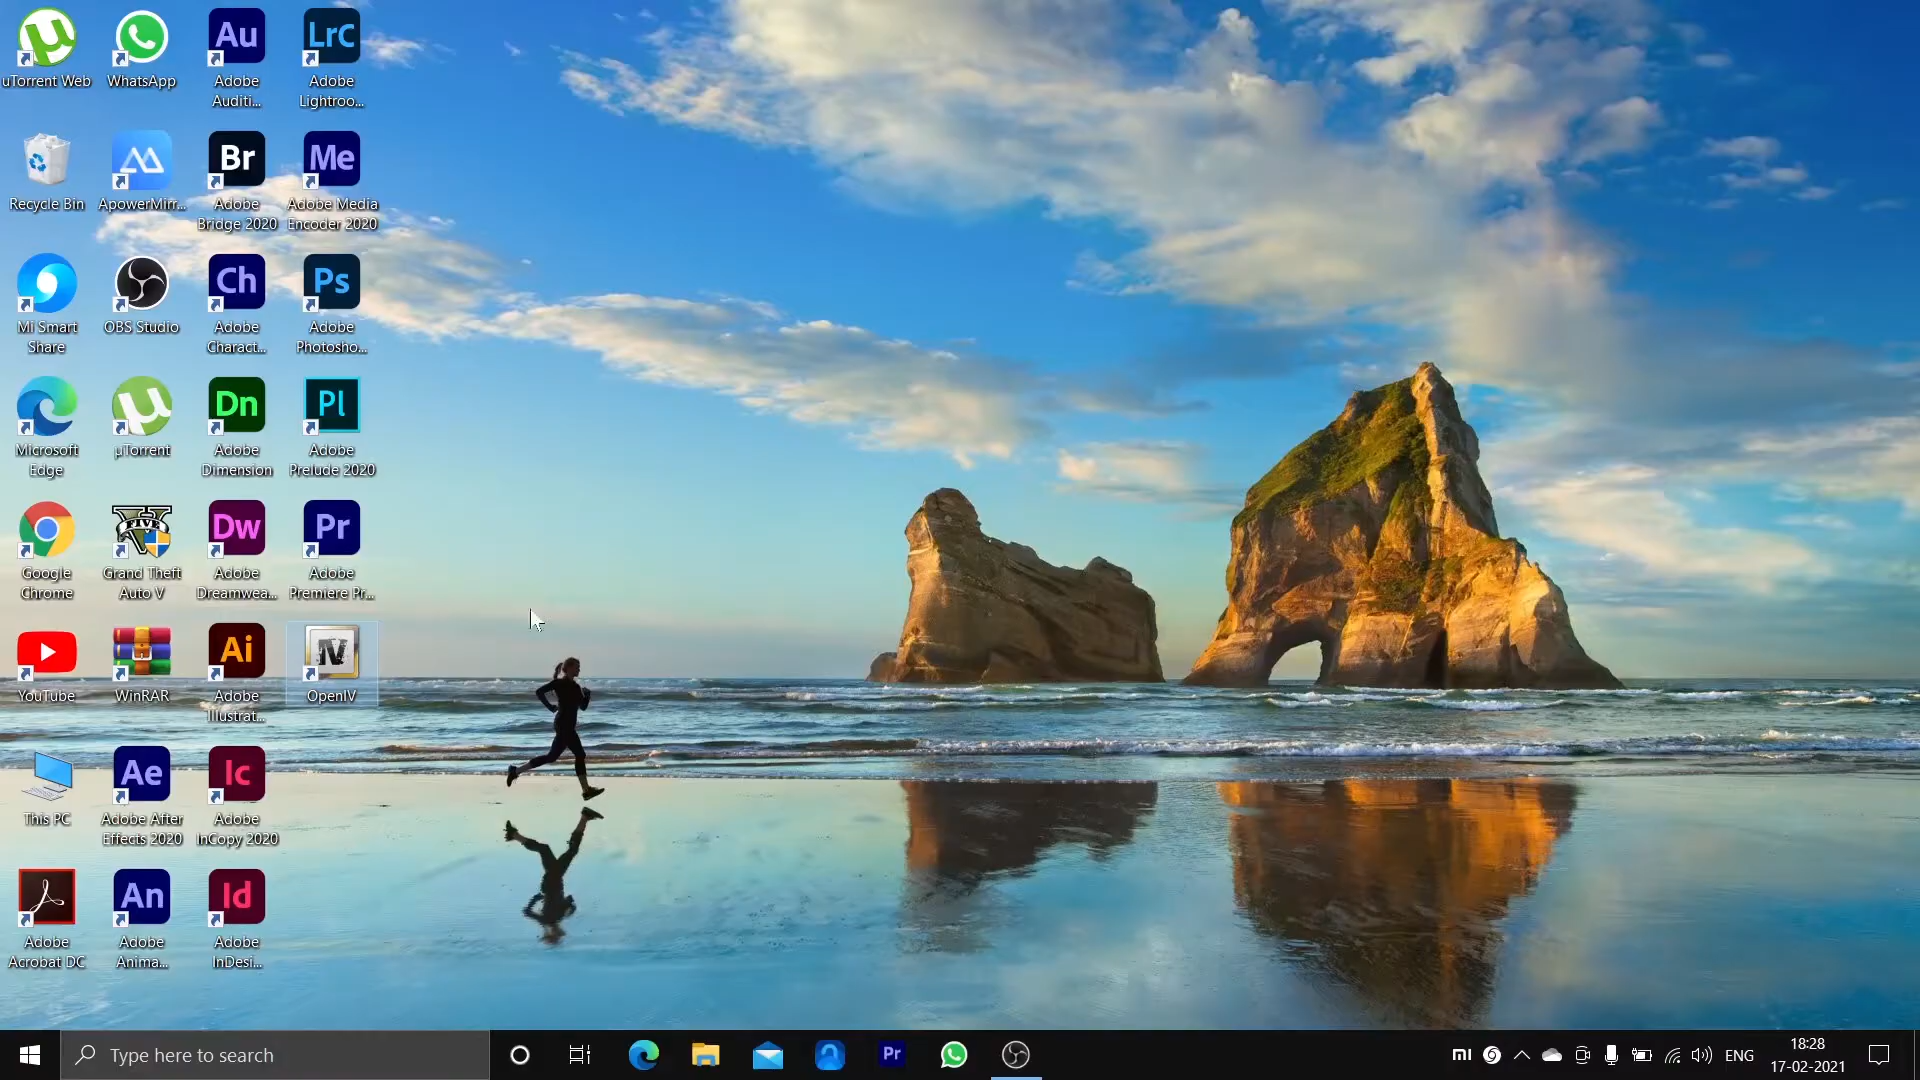 uTorrent Web
WhatsApp
Au
Adobe
Auditi...
LrC
Adobe
Lightroo...
Recycle Bin
ApowerMirr...
Br
Adobe
Bridge 2020
Me
Adobe Media
Encoder 2020
Mi Smart
Share
OBS Studio
Ch
Adobe
Charact...
Ps
Adobe
Photosho...
Microsoft
Edge
µTorrent
Dn
Adobe
Dimension
Pl
Adobe
Prelude 2020
Google
Chrome
FIVE
Grand Theft
Auto V
Dw
Adobe
Dreamwea...
Pr
Adobe
Premiere Pr...
YouTube
WinRAR
Ai
Adobe
Illustrat...
IV
OpenIV
This PC
Ae
Adobe After
Effects 2020
Ic
Adobe
InCopy 2020
Adobe
Acrobat DC
An
Adobe
Anima...
Id
Adobe
InDesi...
Type here to search
Pr
MI
ENG
18:28
17-02-2021